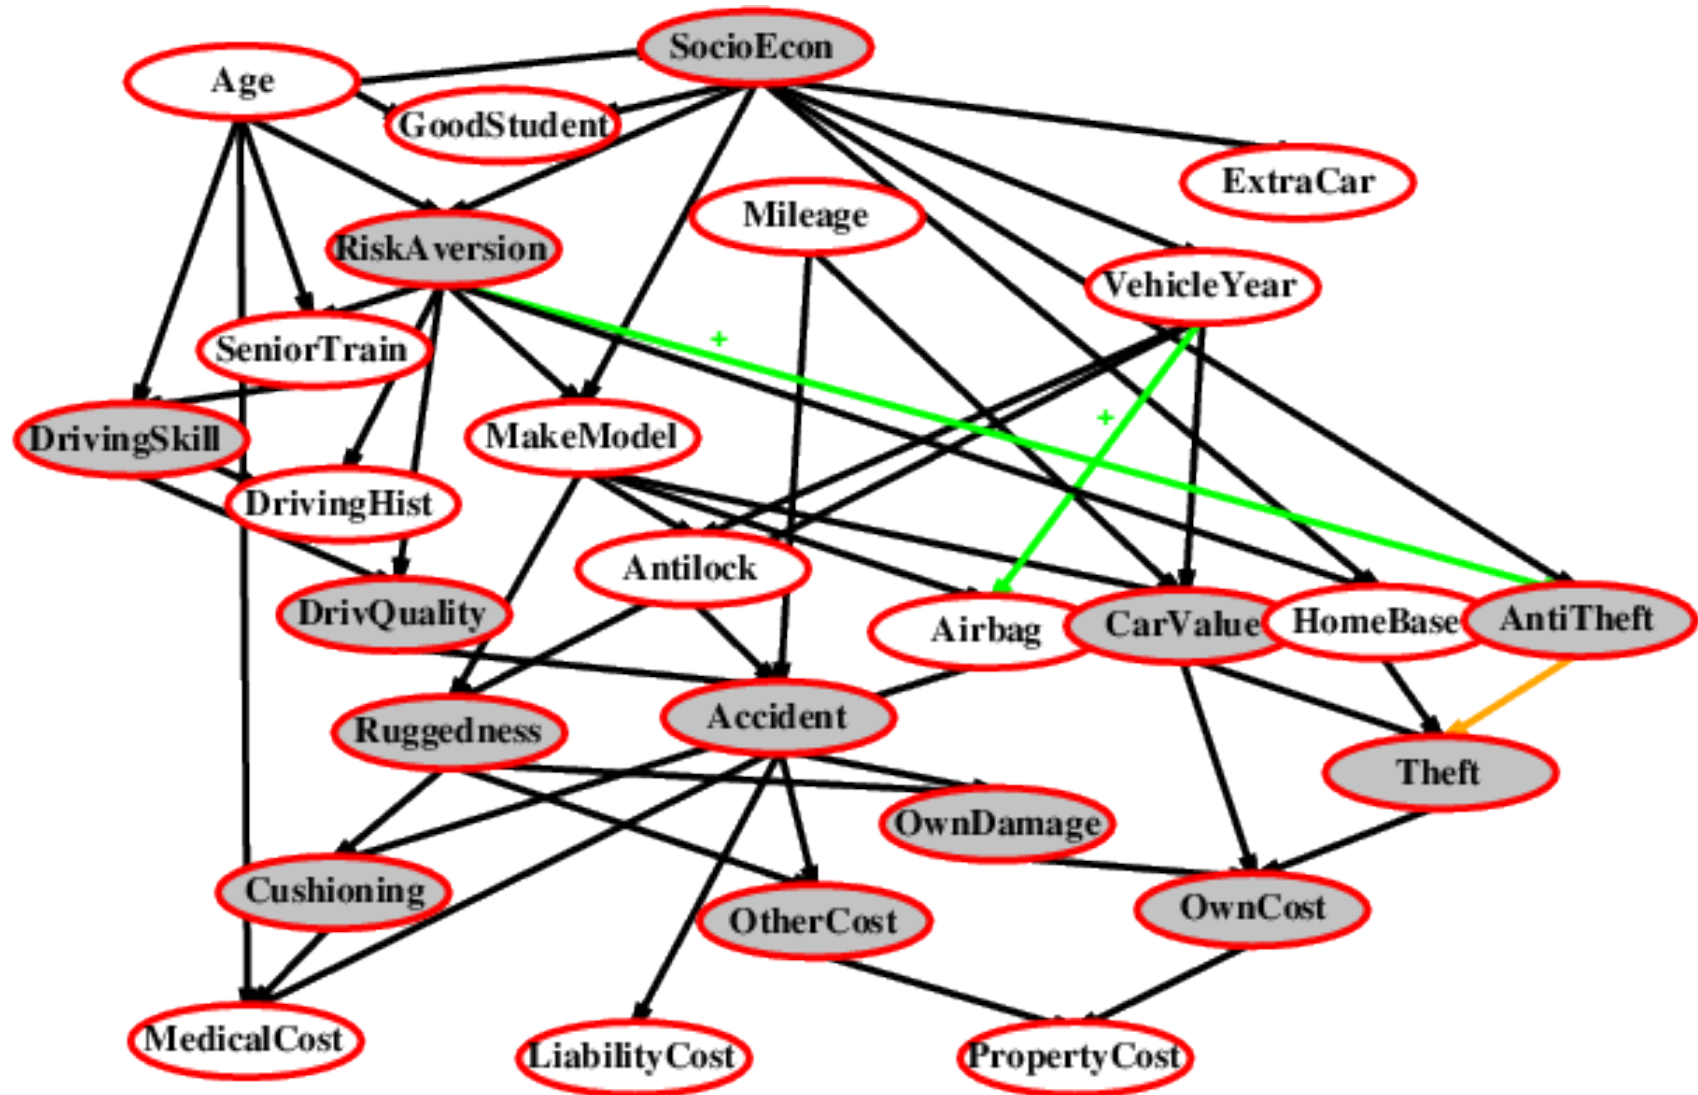 SocioEcon
Age
GoodStudent
ExtraCar
Mileage
RiskAversion
VehicleYear
+
SeniorTrain
+
DrivingSkill
MakeModel
DrivingHist
Antilock
DrivQuality
Airbag
CarValue
HomeBase
AntiTheft
Ruggedness
Accident
Theft
OwnDamage
Cushioning
OtherCost
OwnCost
MedicalCost
LiabilityCost
PropertyCost